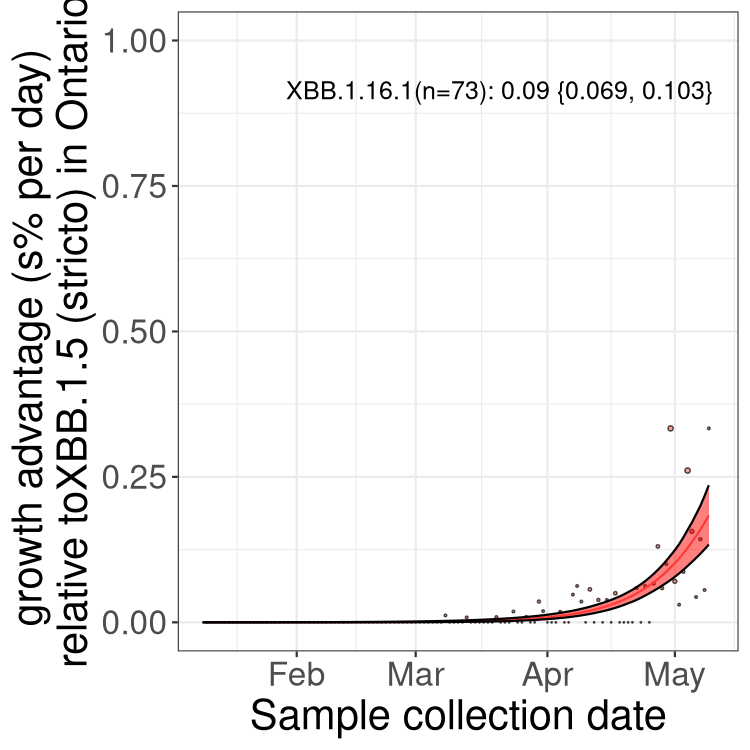 growth advantage (s% per day)
relative toXBB.1.5 (stricto) in Ontario
1.00
0.75
0.50
0.25
0.00
XBB.1.16.1(n=73): 0.09 {0.069, 0.103}
Feb Mar Apr May
Sample collection date